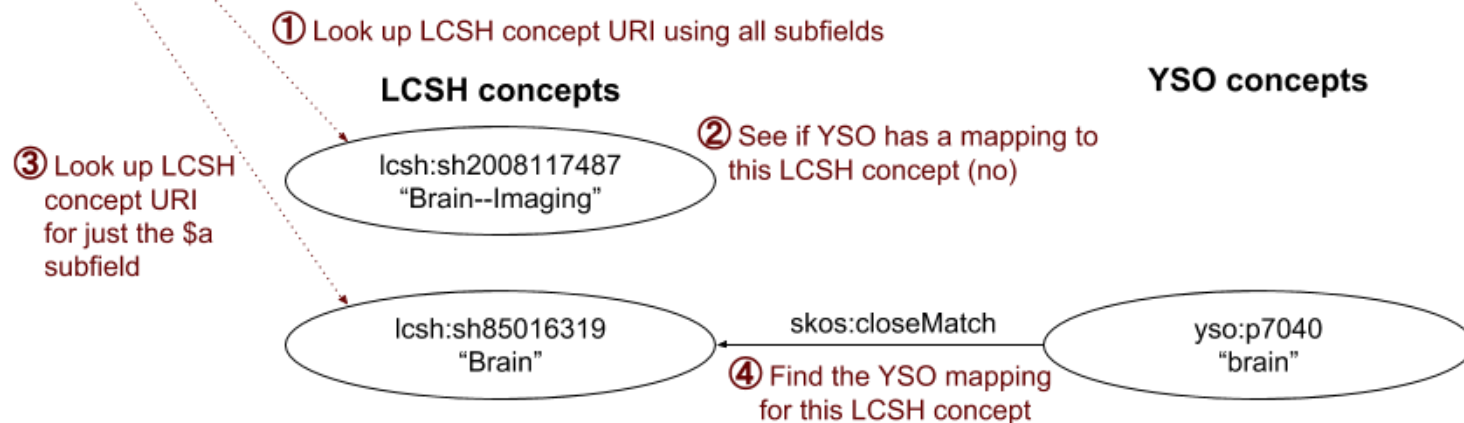 ① Look up LCSH concept URI using all subfields
LCSH concepts
YSO concepts
lcsh:sh2008117487
“Brain--Imaging”
② See if YSO has a mapping to
this LCSH concept (no)
③ Look up LCSH
concept URI
for just the $a
subfield
lcsh:sh85016319
“Brain”
skos:closeMatch
④ Find the YSO mapping
for this LCSH concept
yso:p7040
“brain”